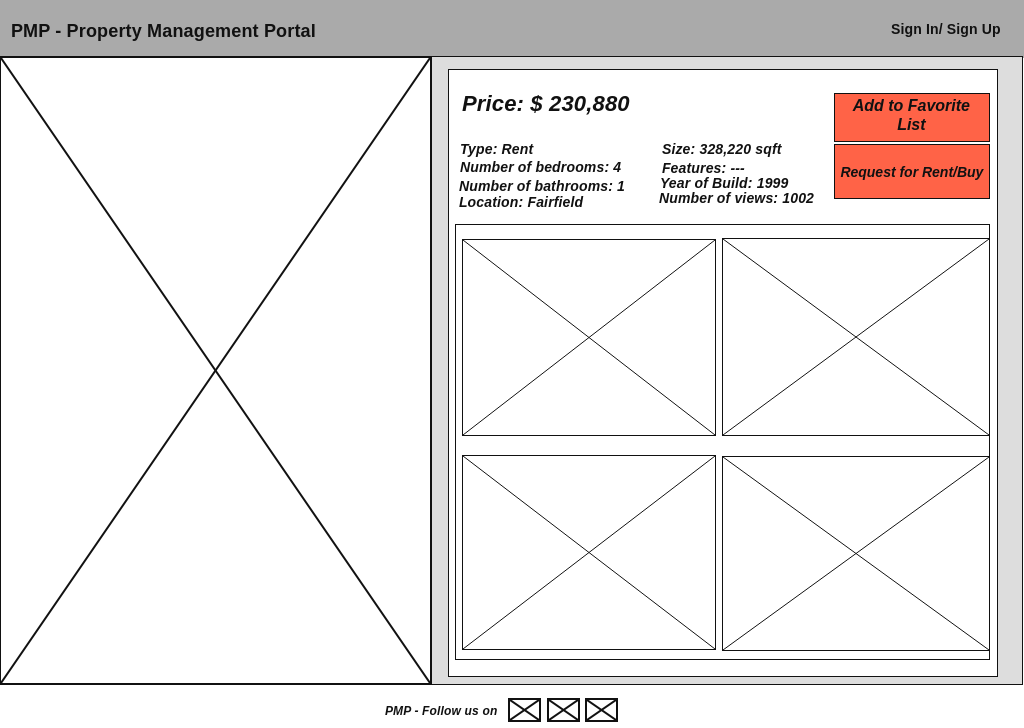 PMP - Property Management Portal
Sign In/ Sign Up
Price: $ 230,880
Add to Favorite
List
Type: Rent
Number of bedrooms: 4
Number of bathrooms: 1
Location: Fairfield
Size: 328,220 sqft
Features: ---
Year of Build: 1999
Number of views: 1002
Request for Rent/Buy
PMP - Follow us on